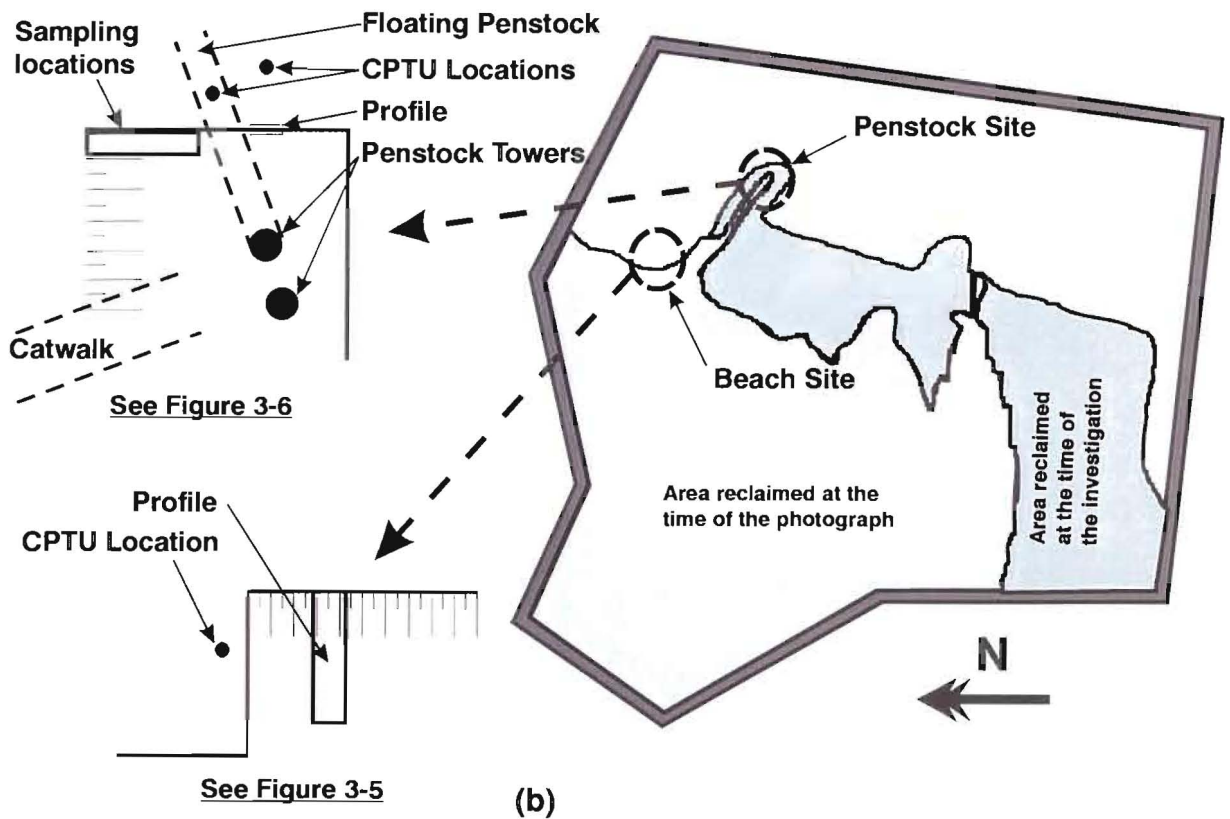 Sampling
locations
Floating Penstock
CPTU Locations
Profile
Penstock Towers
Catwalk
See Figure 3-6
Penstock Site
Beach Site
Area reclaimed at the
time of the photograph
Area reclaimed
at the time of
the investigation
N
Profile
CPTU Location
See Figure 3-5
(b)